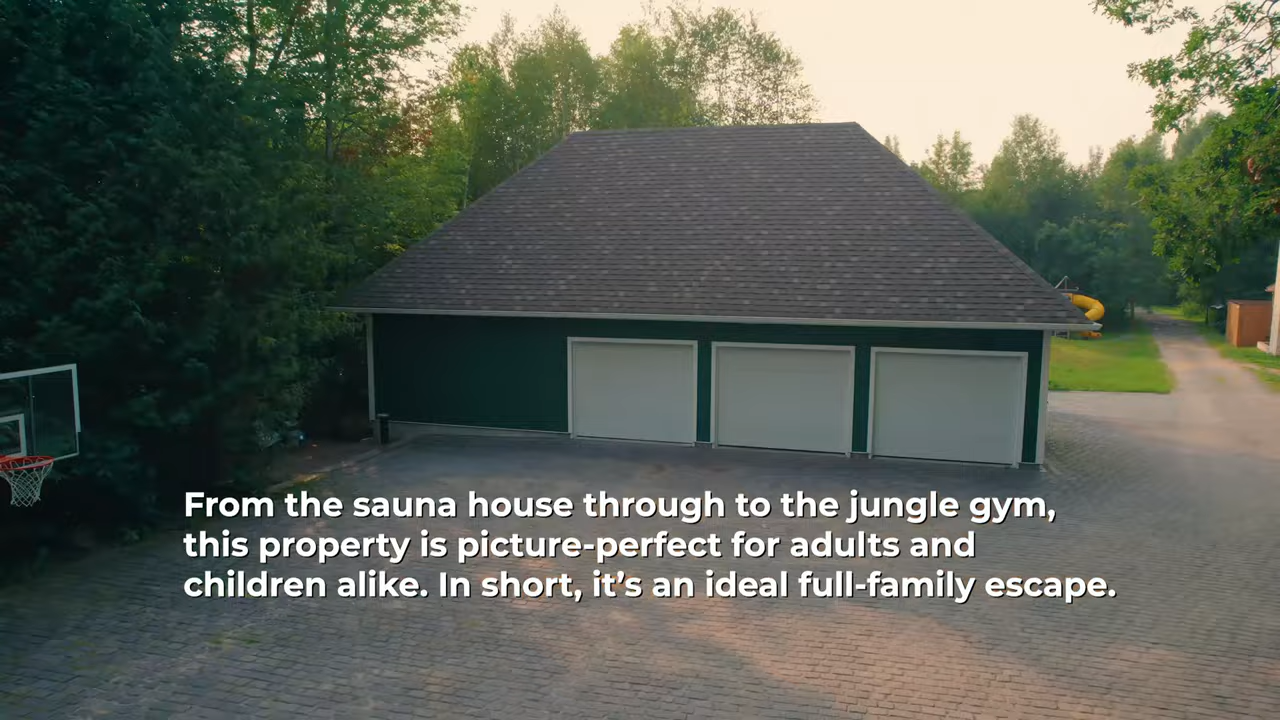 From the sauna house through to the jungle gym,
this property is picture-perfect for adults and
children alike. In short, it’s an ideal full-family escape.